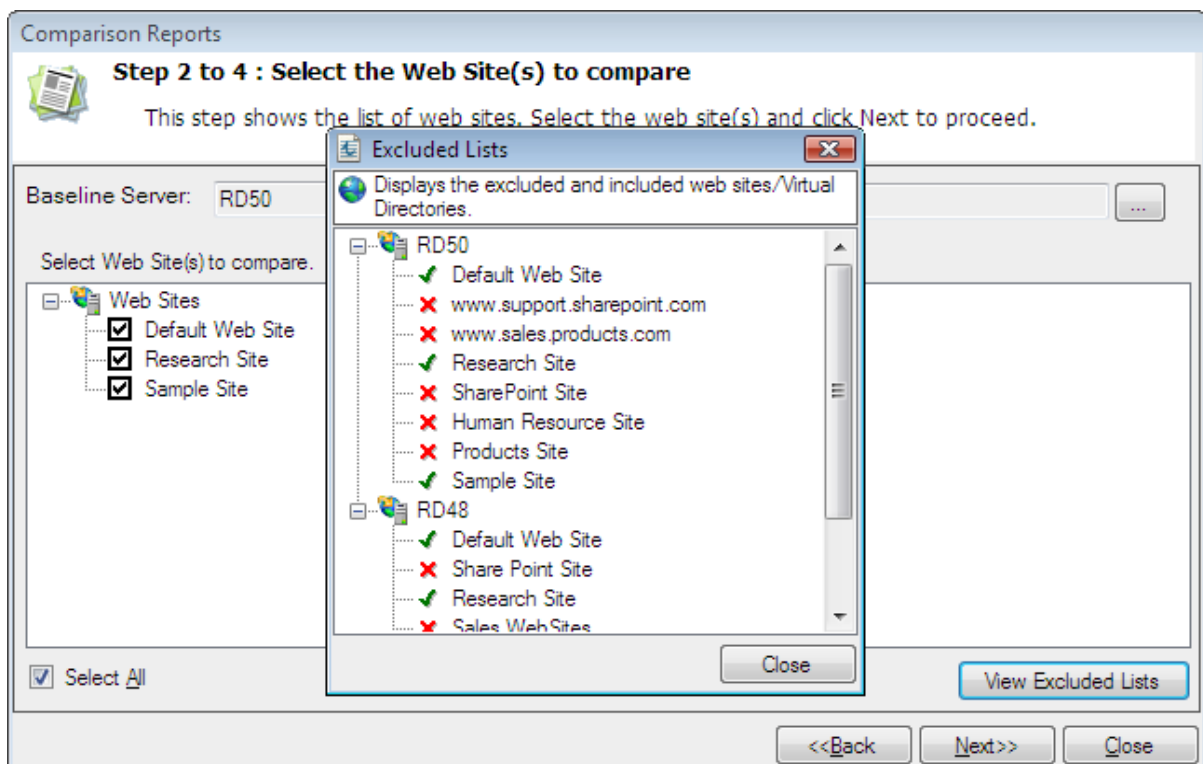 Comparison Reports
Step 2 to 4 : Select the Web Site(s) to compare
This step shows the list of web sites. Select the web site(s) and click Next to proceed.
Excluded Lists
Displays the excluded and included web sites/Virtual
Directories.
Baseline Server: RD50
...
Select Web Site(s) to compare.
Web Sites
Default Web Site
Research Site
Sample Site
RD50
Default Web Site
www.support.sharepoint.com
www.sales.products.com
Research Site
SharePoint Site
Human Resource Site
Products Site
Sample Site
RD48
Default Web Site
Share Point Site
Research Site
Sales WebSites
Close
Select All
View Excluded Lists
<<Back
Next>>
Close